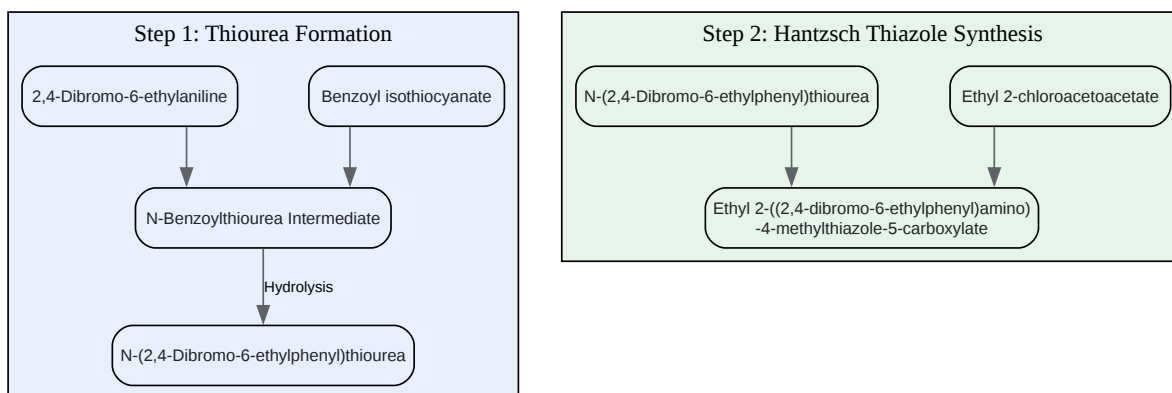 Step 1: Thiourea Formation
2,4-Dibromo-6-ethylaniline
Benzoyl isothiocyanate
N-Benzoylthiourea Intermediate
Hydrolysis
N-(2,4-Dibromo-6-ethylphenyl)thiourea
Step 2: Hantzsch Thiazole Synthesis
N-(2,4-Dibromo-6-ethylphenyl)thiourea
Ethyl 2-chloroacetoacetate
Ethyl 2-((2,4-dibromo-6-ethylphenyl)amino)
-4-methylthiazole-5-carboxylate